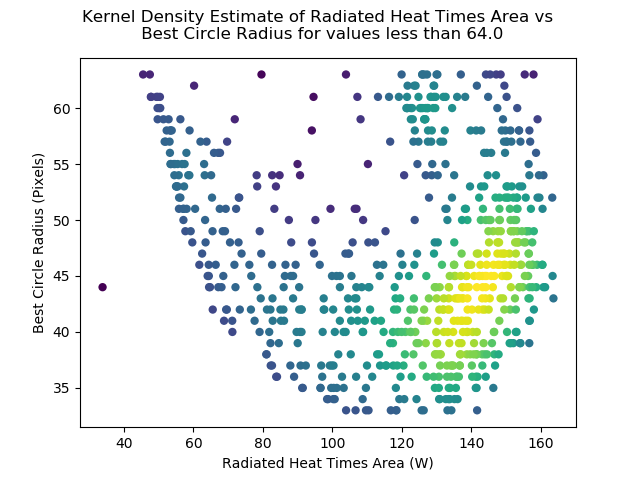 Kernel Density Estimate of Radiated Heat Times Area vs
Best Circle Radius for values less than 64.0
Best Circle Radius (Pixels)
60
55
50
45
40
35
40 60 80 100 120 140 160
Radiated Heat Times Area (W)